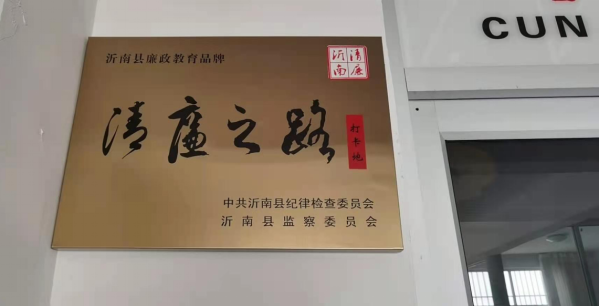 沂南县廉政教育品牌
清廉
沂南
清廉之路
打卡地
中共沂南县纪律检查委员会
沂南县监察委员会
CUN